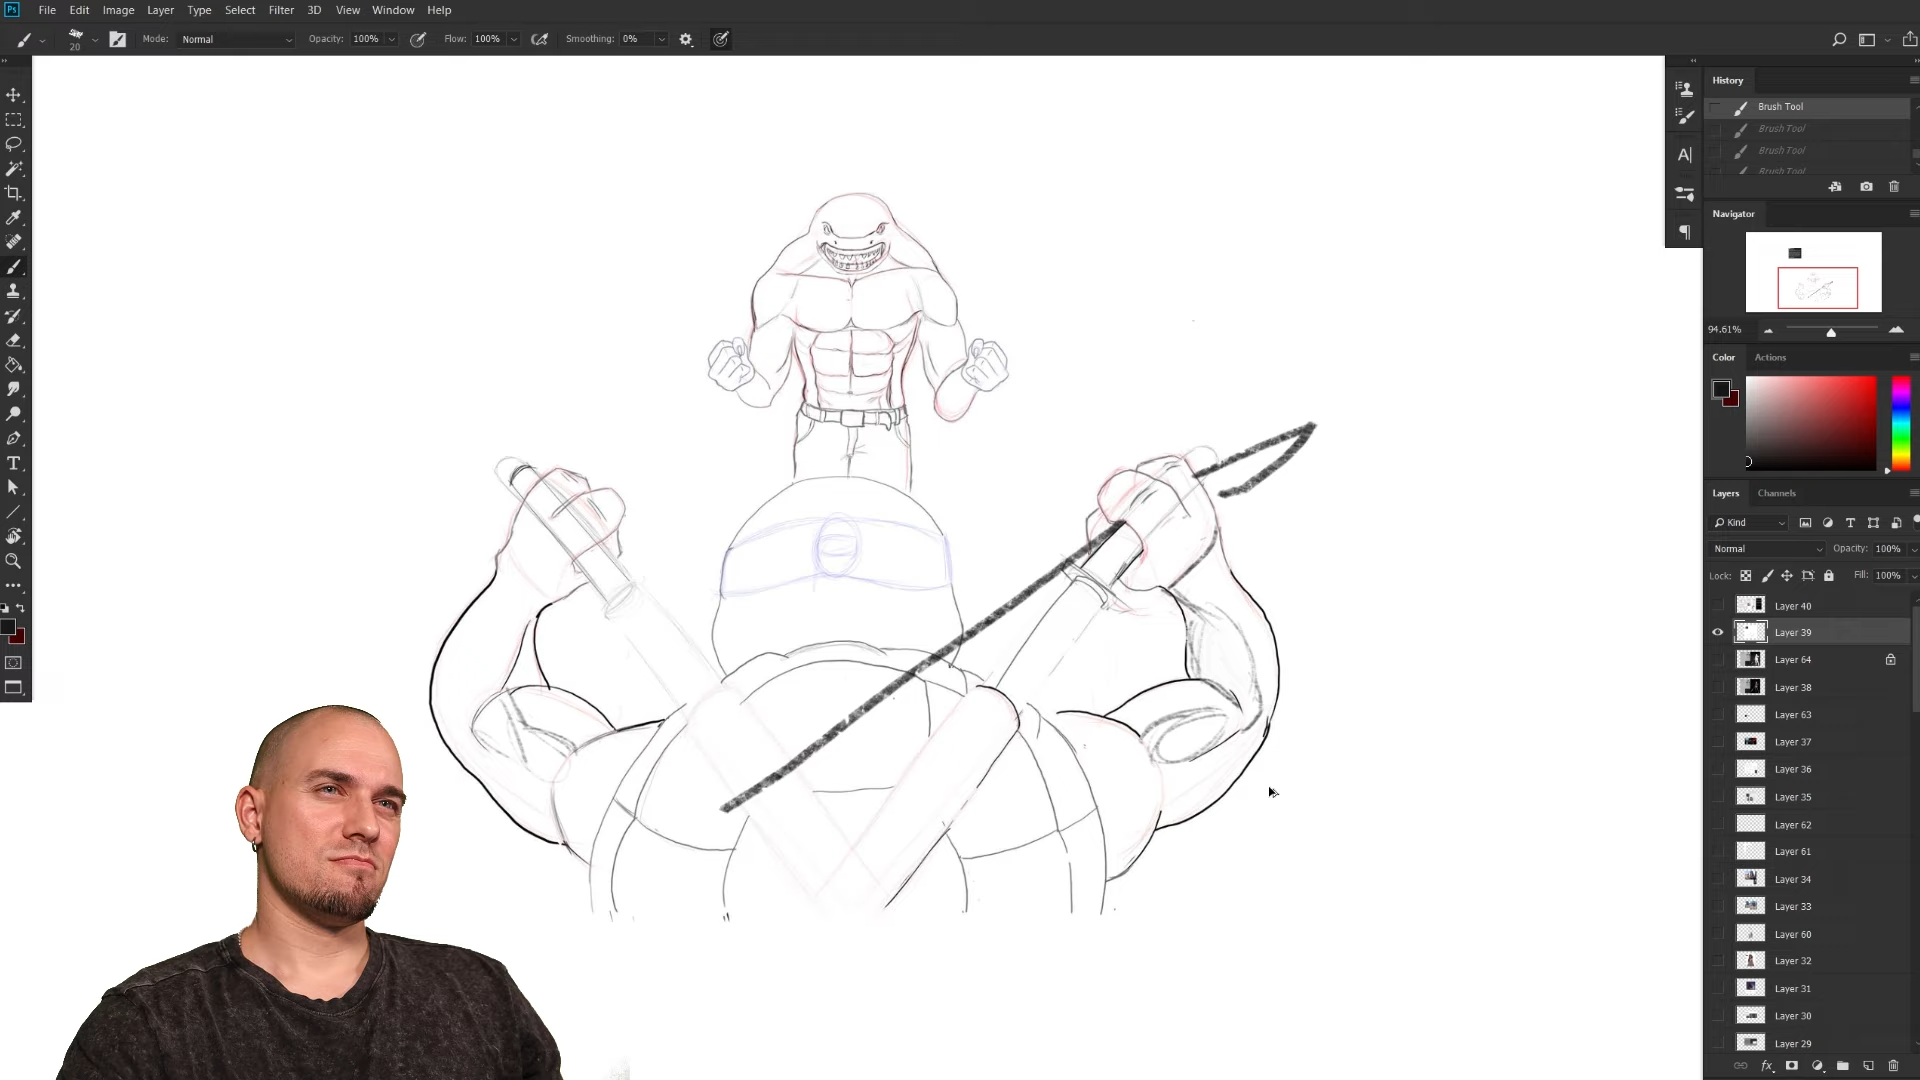 Ps File Edit Image Layer Type Select Filter 3D View Window Help
20 Mode: Normal Opacity: 100% Flow: 100% Smoothing: 0%
History
Brush Tool
Brush Tool
Brush Tool
Brush Tool
Navigator
94.61%
Color Actions
Layers Channels
Kind
Normal Opacity: 100%
Lock: Fill: 100%
Layer 40
Layer 39
Layer 64
Layer 38
Layer 63
Layer 37
Layer 36
Layer 35
Layer 62
Layer 61
Layer 34
Layer 33
Layer 60
Layer 32
Layer 31
Layer 30
Layer 29